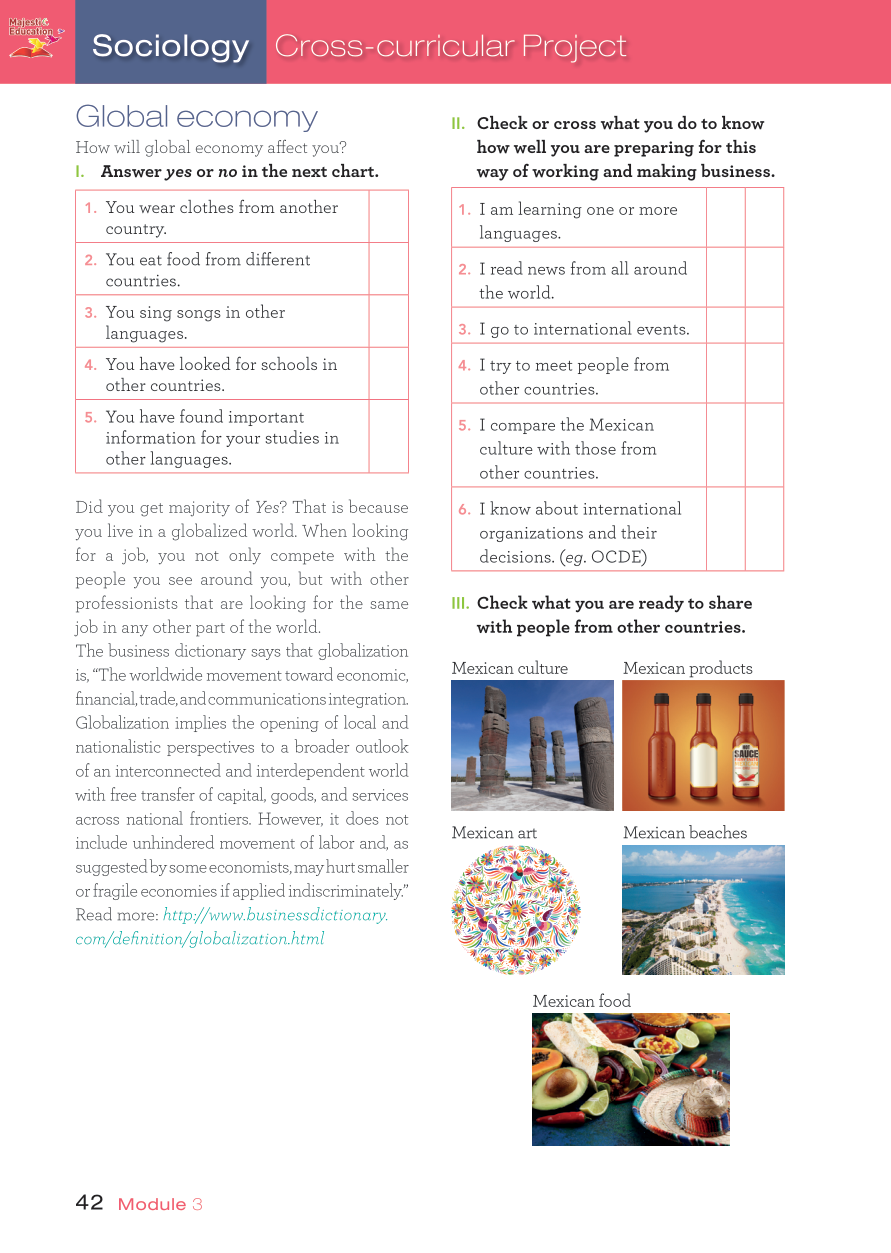 Majestic
Education
Sociology Cross-curricular Project
Global economy
How will global economy affect you?
I. Answer yes or no in the next chart.
1. You wear clothes from another
country.
2. You eat food from different
countries.
3. You sing songs in other
languages.
4. You have looked for schools in
other countries.
5. You have found important
information for your studies in
other languages.
Did you get majority of Yes? That is because
you live in a globalized world. When looking
for a job, you not only compete with the
people you see around you, but with other
professionists that are looking for the same
job in any other part of the world.
The business dictionary says that globalization
is, “The worldwide movement toward economic,
financial, trade, and communications integration.
Globalization implies the opening of local and
nationalistic perspectives to a broader outlook
of an interconnected and interdependent world
with free transfer of capital, goods, and services
across national frontiers. However, it does not
include unhindered movement of labor and, as
suggested by some economists, may hurt smaller
or fragile economies if applied indiscriminately.”
Read more: http://www.businessdictionary.
com/definition/globalization.html
II. Check or cross what you do to know
how well you are preparing for this
way of working and making business.
1. I am learning one or more
languages.
2. I read news from all around
the world.
3. I go to international events.
4. I try to meet people from
other countries.
5. I compare the Mexican
culture with those from
other countries.
6. I know about international
organizations and their
decisions. (eg. OCDE)
III. Check what you are ready to share
with people from other countries.
Mexican culture
Mexican products
HOT
SAUCE
Mexican art
Mexican beaches
Mexican food
42 Module 3